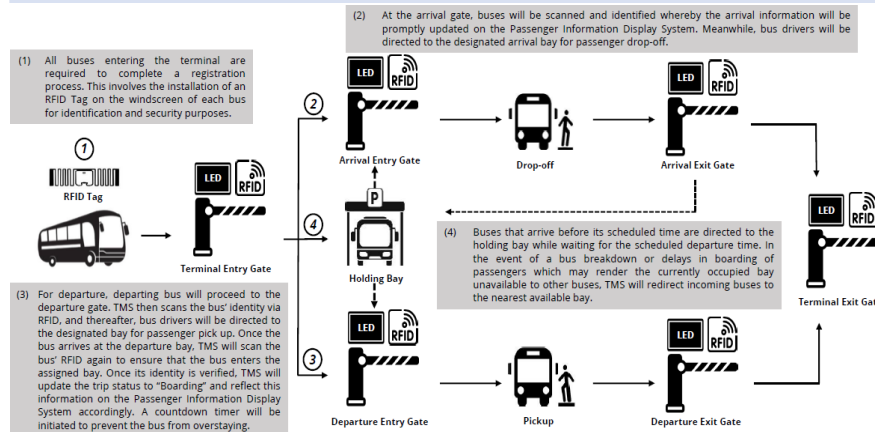 (2) At the arrival gate, buses will be scanned and identified whereby the arrival information will be
promptly updated on the Passenger Information Display System. Meanwhile, bus drivers will be
directed to the designated arrival bay for passenger drop-off.
(1) All buses entering the terminal are
required to complete a registration
process. This involves the installation of an
RFID Tag on the windscreen of each bus
for identification and security purposes.
LED
RFID
LED
RFID
2
1
Arrival Entry Gate
Drop-off
Arrival Exit Gate
RFID Tag
LED
RFID
P
LED
RFID
4
Terminal Entry Gate
Holding Bay
(4) Buses that arrive before its scheduled time are directed to the
holding bay while waiting for the scheduled departure time. In
the event of a bus breakdown or delays in boarding of
passengers which may render the currently occupied bay
unavailable to other buses, TMS will redirect incoming buses to
the nearest available bay.
Terminal Exit Gate
(3) For departure, departing bus will proceed to the
departure gate. TMS then scans the bus' identity via
RFID, and thereafter, bus drivers will be directed to
the designated bay for passenger pick up. Once the
bus arrives at the departure bay, TMS will scan the
bus' RFID again to ensure that the bus enters the
assigned bay. Once its identity is verified, TMS will
update the trip status to "Boarding" and reflect this
information on the Passenger Information Display
System accordingly. A countdown timer will be
initiated to prevent the bus from overstaying.
LED
RFID
LED
RFID
3
Departure Entry Gate
Pickup
Departure Exit Gate